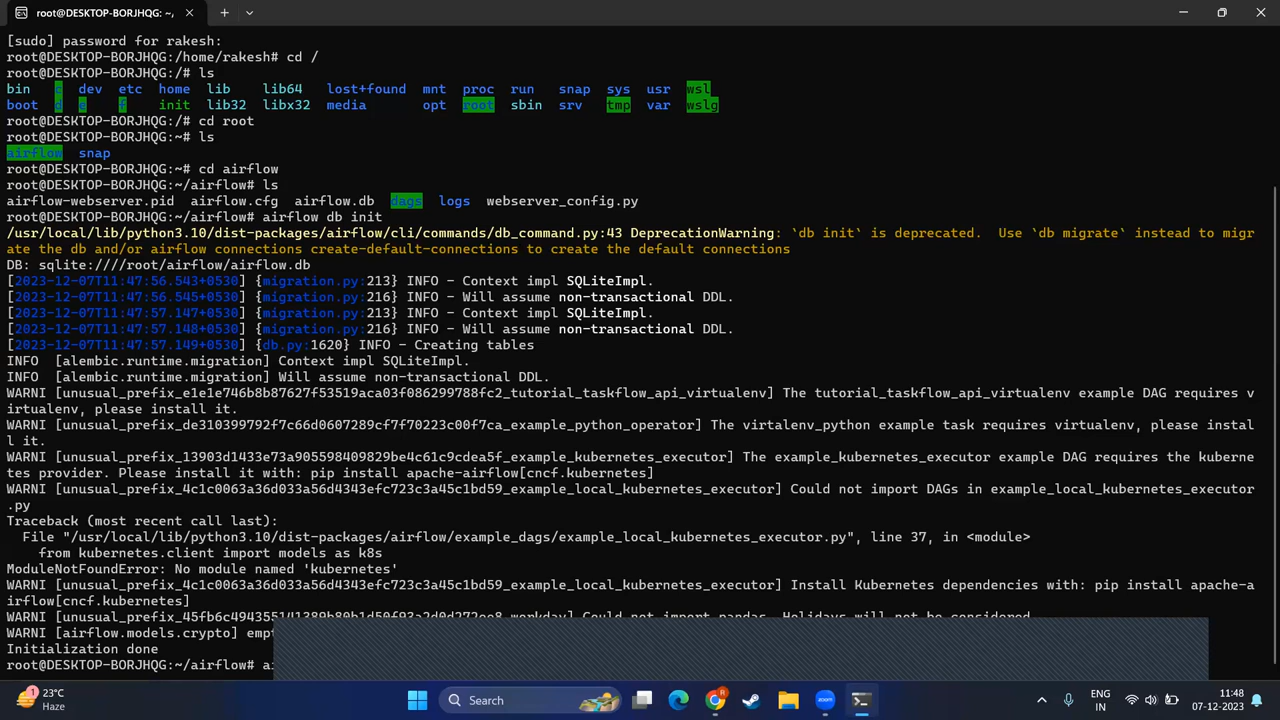 root@DESKTOP-BORJHQG: ~,
[sudo] password for rakesh:
root@DESKTOP-BORJHQG:/home/rakesh# cd /
root@DESKTOP-BORJHQG:/# ls
bin c dev etc home lib lib64 lost+found mnt proc run snap sys usr wsl
boot d e f init lib32 libx32 media opt root sbin srv tmp var wslg
root@DESKTOP-BORJHQG:/# cd root
root@DESKTOP-BORJHQG:~# ls
airflow snap
root@DESKTOP-BORJHQG:~# cd airflow
root@DESKTOP-BORJHQG:~/airflow# ls
airflow-webserver.pid airflow.cfg airflow.db dags logs webserver_config.py
root@DESKTOP-BORJHQG:~/airflow# airflow db init
/usr/local/lib/python3.10/dist-packages/airflow/cli/commands/db_command.py:43 DeprecationWarning: `db init` is deprecated. Use `db migrate` instead to migr
ate the db and/or airflow connections create-default-connections to create the default connections
DB: sqlite:////root/airflow/airflow.db
[2023-12-07T11:47:56.543+0530] {migration.py:213} INFO - Context impl SQLiteImpl.
[2023-12-07T11:47:56.545+0530] {migration.py:216} INFO - Will assume non-transactional DDL.
[2023-12-07T11:47:57.147+0530] {migration.py:213} INFO - Context impl SQLiteImpl.
[2023-12-07T11:47:57.148+0530] {migration.py:216} INFO - Will assume non-transactional DDL.
[2023-12-07T11:47:57.149+0530] {db.py:1620} INFO - Creating tables
INFO [alembic.runtime.migration] Context impl SQLiteImpl.
INFO [alembic.runtime.migration] Will assume non-transactional DDL.
WARNI [unusual_prefix_e1e1e746b8b87627f53519aca03f086299788fc2_tutorial_taskflow_api_virtualenv] The tutorial_taskflow_api_virtualenv example DAG requires v
irtualenv, please install it.
WARNI [unusual_prefix_de310399792f7c66d0607289cf7f70223c00f7ca_example_python_operator] The virtalenv_python example task requires virtualenv, please instal
l it.
WARNI [unusual_prefix_13903d1433e73a905598409829be4c61c9cdea5f_example_kubernetes_executor] The example_kubernetes_executor example DAG requires the kuberne
tes provider. Please install it with: pip install apache-airflow[cncf.kubernetes]
WARNI [unusual_prefix_4c1c0063a36d033a56d4343efc723c3a45c1bd59_example_local_kubernetes_executor] Could not import DAGs in example_local_kubernetes_executor
.py
Traceback (most recent call last):
File "/usr/local/lib/python3.10/dist-packages/airflow/example_dags/example_local_kubernetes_executor.py", line 37, in <module>
from kubernetes.client import models as k8s
ModuleNotFoundError: No module named 'kubernetes'
WARNI [unusual_prefix_4c1c0063a36d033a56d4343efc723c3a45c1bd59_example_local_kubernetes_executor] Install Kubernetes dependencies with: pip install apache-a
irflow[cncf.kubernetes]
WARNI Could not import pandas. Holidays will not be considered.
WARNI [airflow.models.crypto]
Initialization done
root@DESKTOP-BORJHQG:~/airflow#
1
23°C
Haze
Search
R
zoom
ENG
IN
11:48
07-12-2023